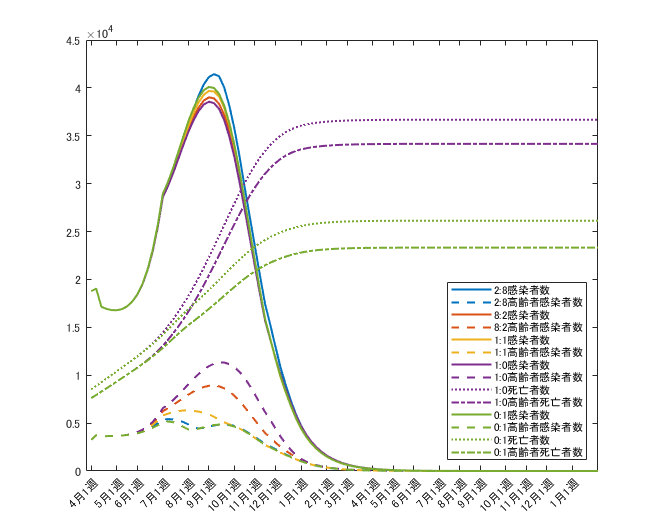 ×10⁴
4.5
4
3.5
3
2.5
2
1.5
1
0.5
0
2:8感染者数
2:8高齢者感染者数
8:2感染者数
8:2高齢者感染者数
1:1感染者数
1:1高齢者感染者数
1:0感染者数
1:0高齢者感染者数
1:0死亡者数
1:0高齢者死亡者数
0:1感染者数
0:1高齢者感染者数
0:1死亡者数
0:1高齢者死亡者数
4月1週
5月1週
6月1週
7月1週
8月1週
9月1週
10月1週
11月1週
12月1週
1月1週
2月1週
3月1週
4月1週
5月1週
6月1週
7月1週
8月1週
9月1週
10月1週
11月1週
12月1週
1月1週